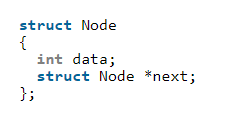 struct Node
{
  int data;
  struct Node *next;
};